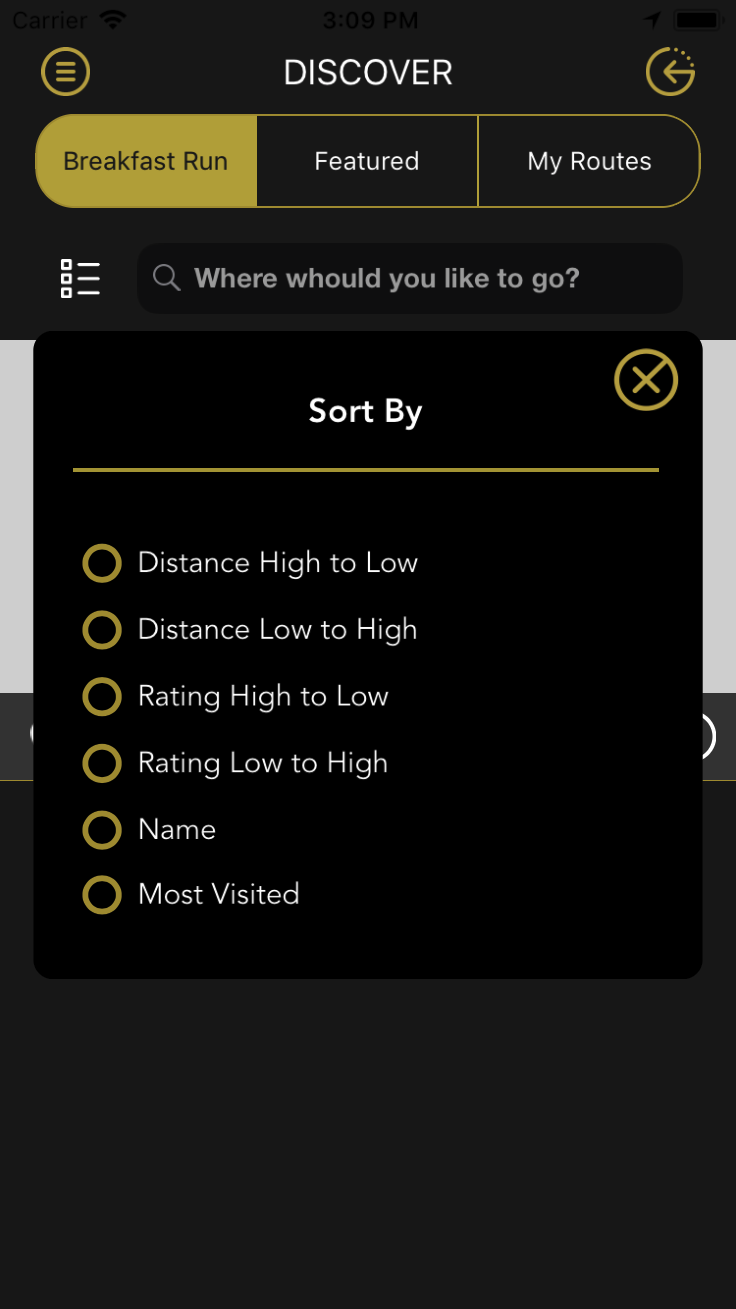 Carrier 3:09 PM
DISCOVER
Breakfast Run Featured My Routes
Where whould you like to go?
Sort By
Distance High to Low
Distance Low to High
Rating High to Low
Rating Low to High
Name
Most Visited